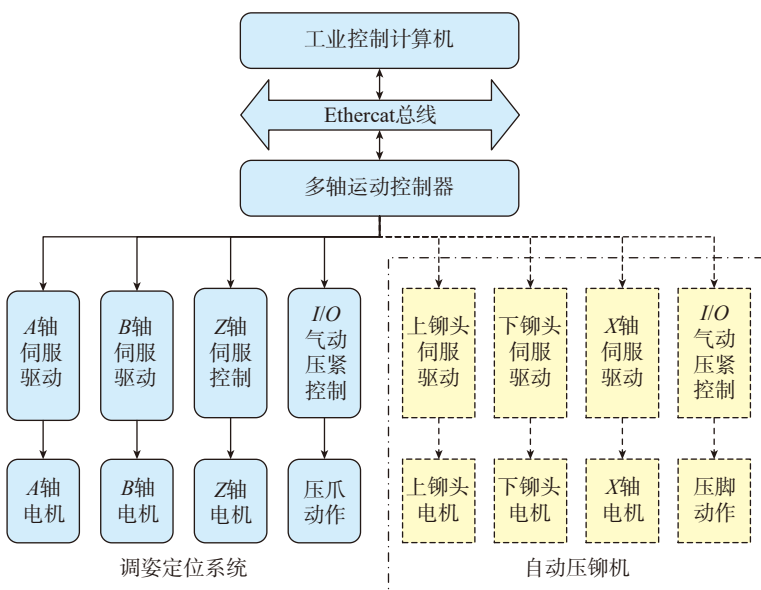 工业控制计算机
Ethercat总线
多轴运动控制器
A轴
伺服
驱动
B轴
伺服
驱动
Z轴
伺服
控制
I/O
气动
压紧
控制
上铆头
伺服
驱动
下铆头
伺服
驱动
X轴
伺服
驱动
I/O
气动
压紧
控制
A轴
电机
B轴
电机
Z轴
电机
压爪
动作
上铆头
电机
下铆头
电机
X轴
电机
压脚
动作
调姿定位系统
自动压铆机